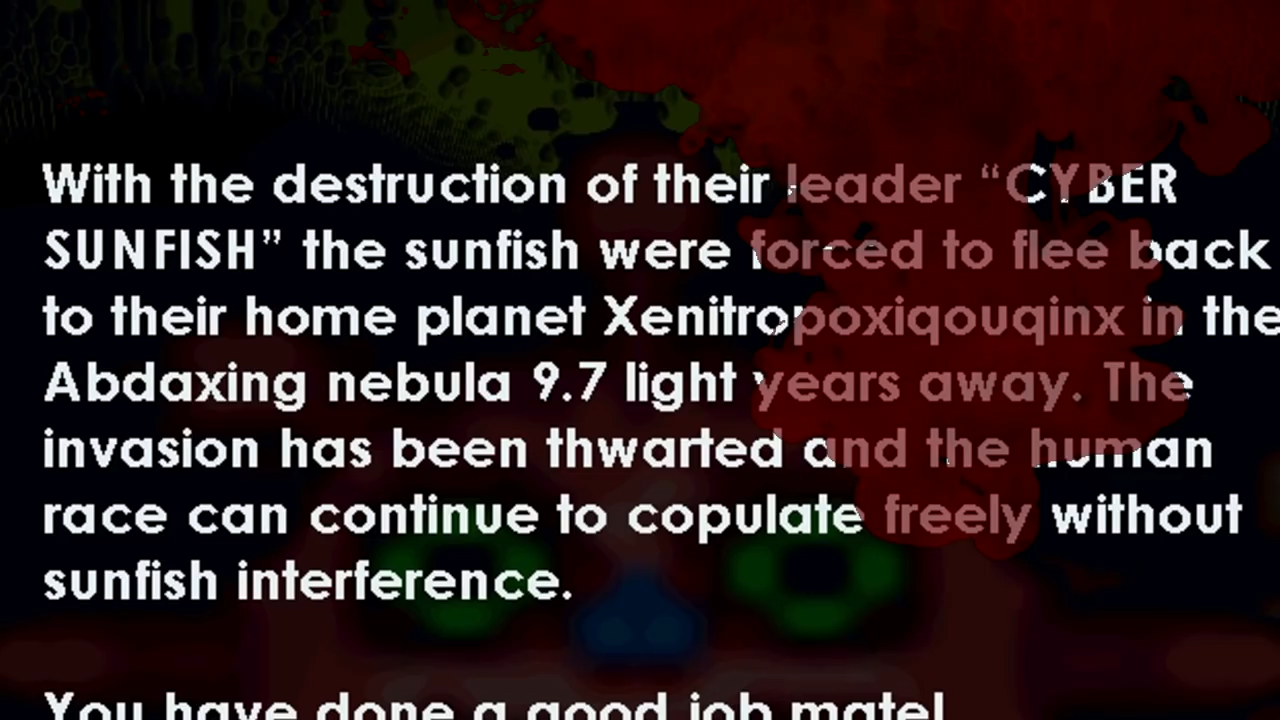 With the destruction of their leader “CYBER
SUNFISH” the sunfish were forced to flee back
to their home planet Xenitropoxiqouqinx in the
Abdaxing nebula 9.7 light years away. The
invasion has been thwarted and the human
race can continue to copulate freely without
sunfish interference.
You have done a good job mate!